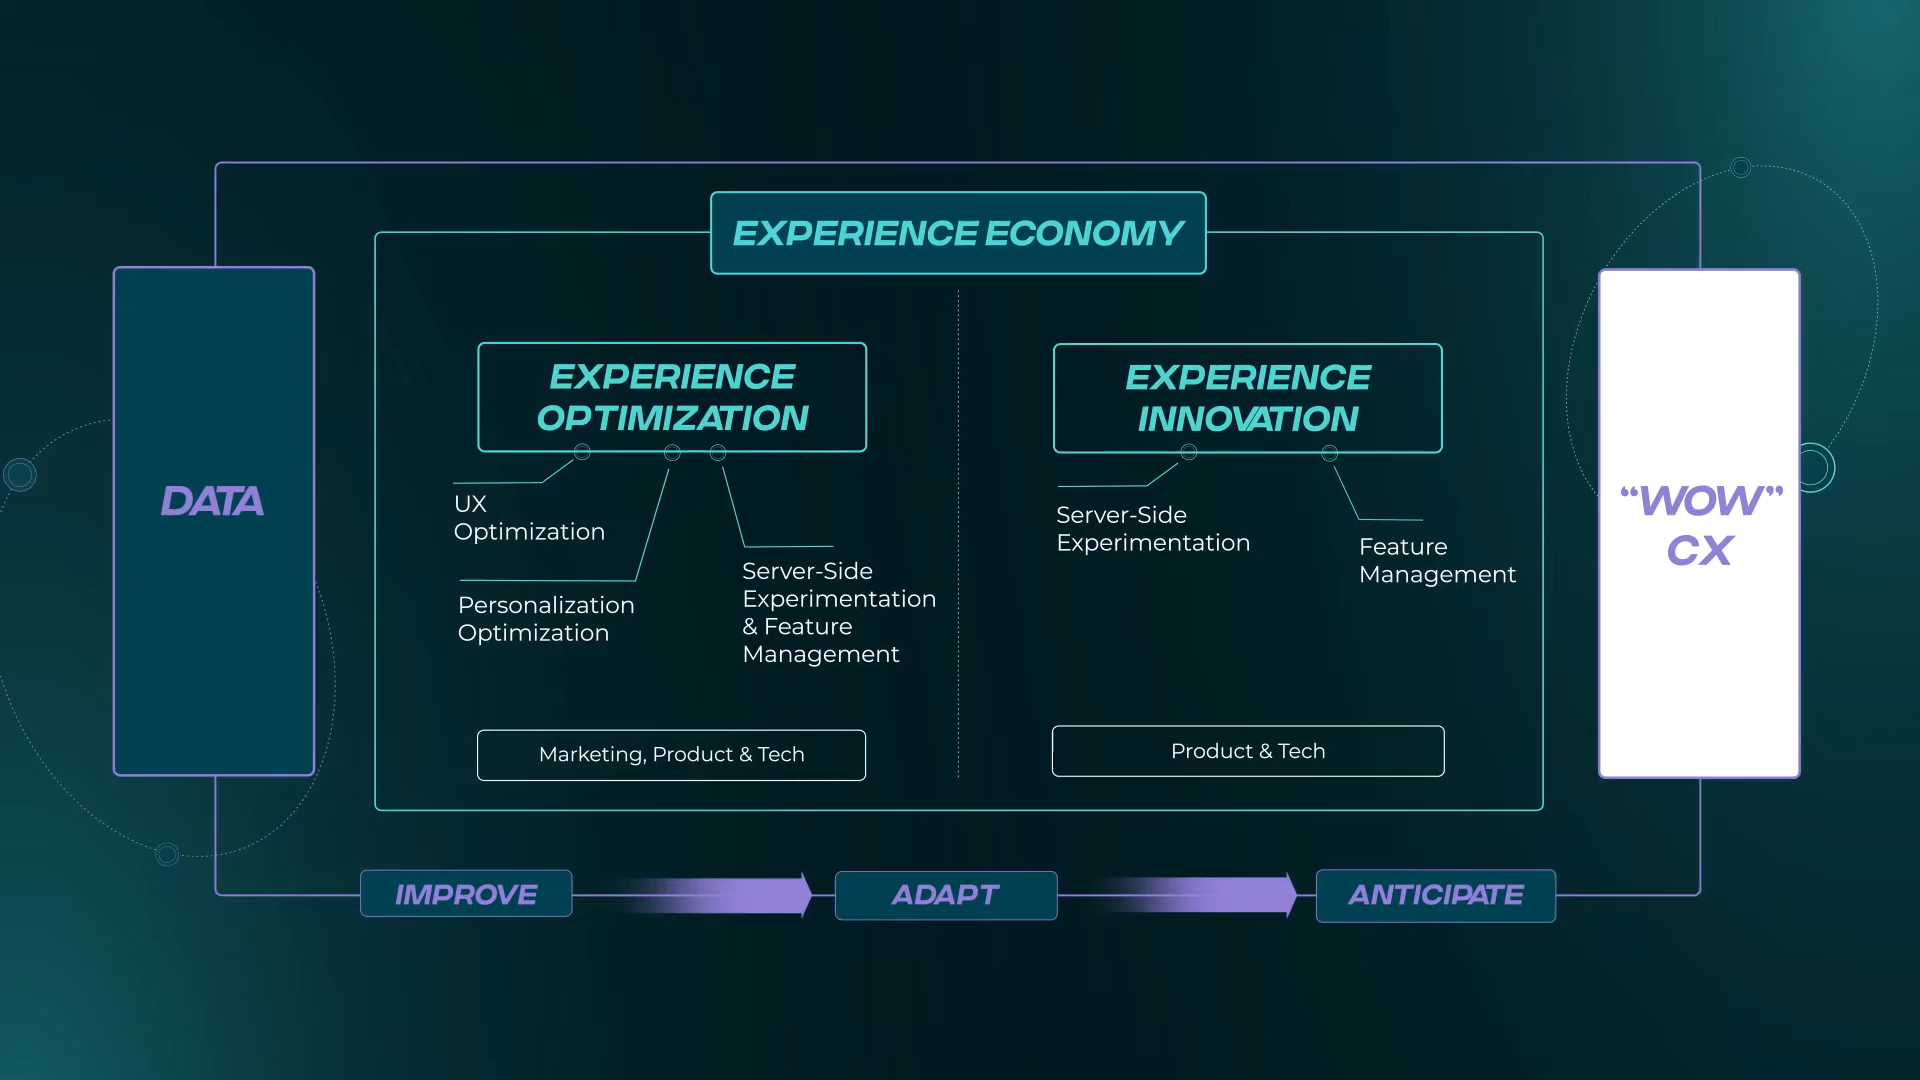 EXPERIENCE ECONOMY
DATA
EXPERIENCE
OPTIMIZATION
UX
Optimization
Personalization
Optimization
Server-Side
Experimentation
& Feature
Management
Marketing, Product & Tech
EXPERIENCE
INNOVATION
Server-Side
Experimentation
Feature
Management
Product & Tech
“WOW”
CX
IMPROVE
ADAPT
ANTICIPATE